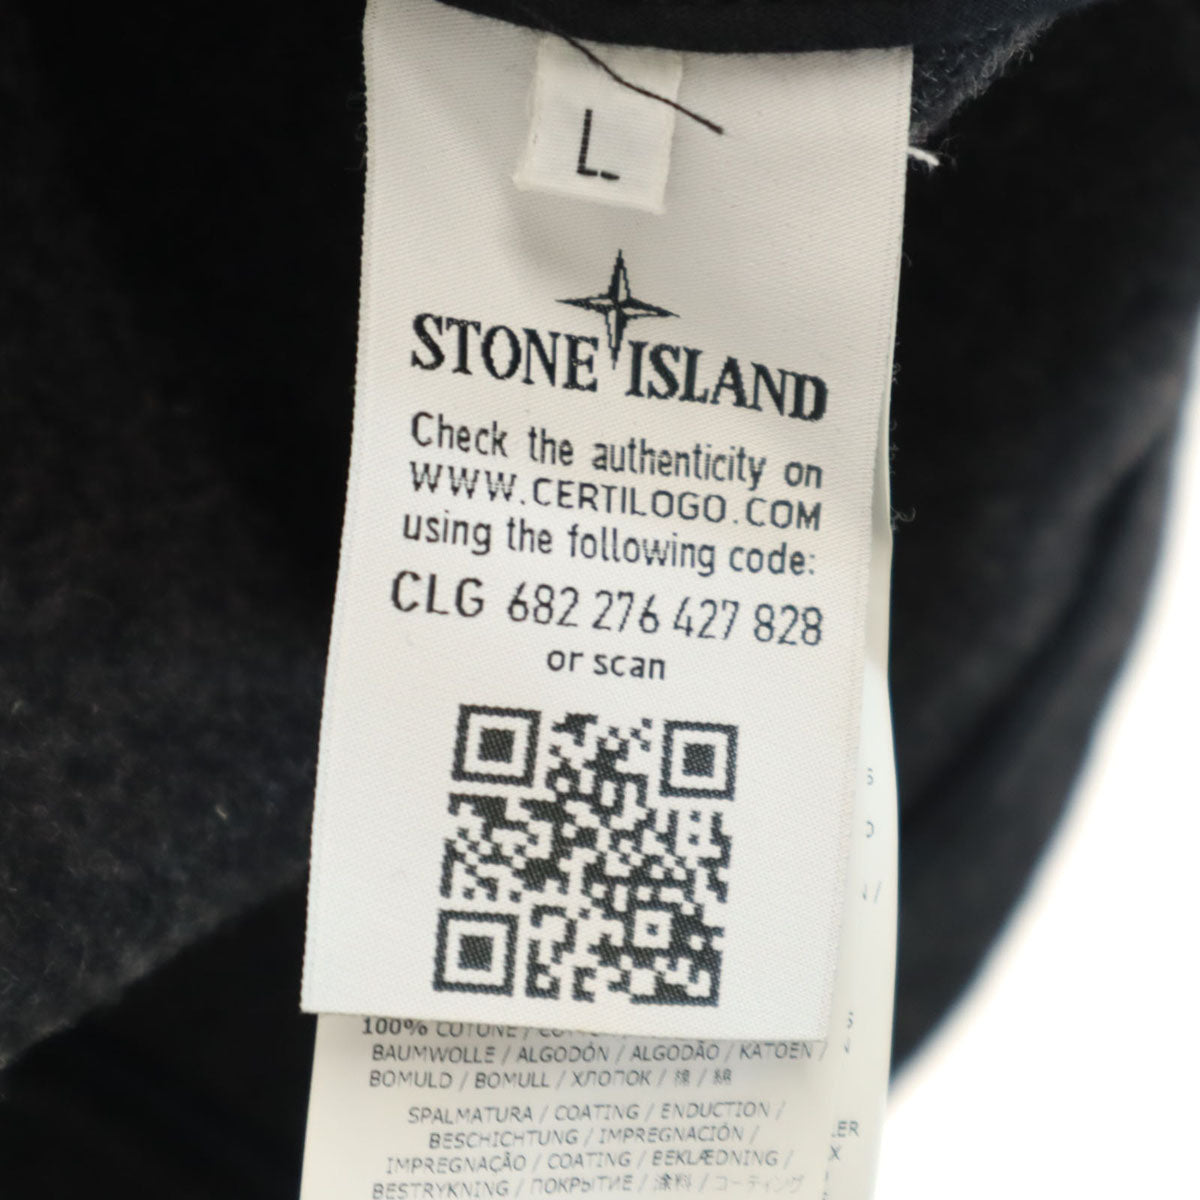 L
STONE ISLAND
Check the authenticity on
WWW.CERTILOGO.COM
using the following code:
CLG 682 276 427 828
or scan
100% COTONE /
BAUMWOLLE / ALGODÓN / ALGODÃO / KATOEN /
BOMULD / BOMULL / ХЛОПОК / 棉 / 綿
SPALMATURA / COATING / ENDUCTION /
BESCHICHTUNG / IMPREGNACIÓN /
IMPREGNAÇÃO / COATING / BEKLÆDNING /
BESTRYKNING / ПОКРЫТИЕ / 涂料 / コーティング